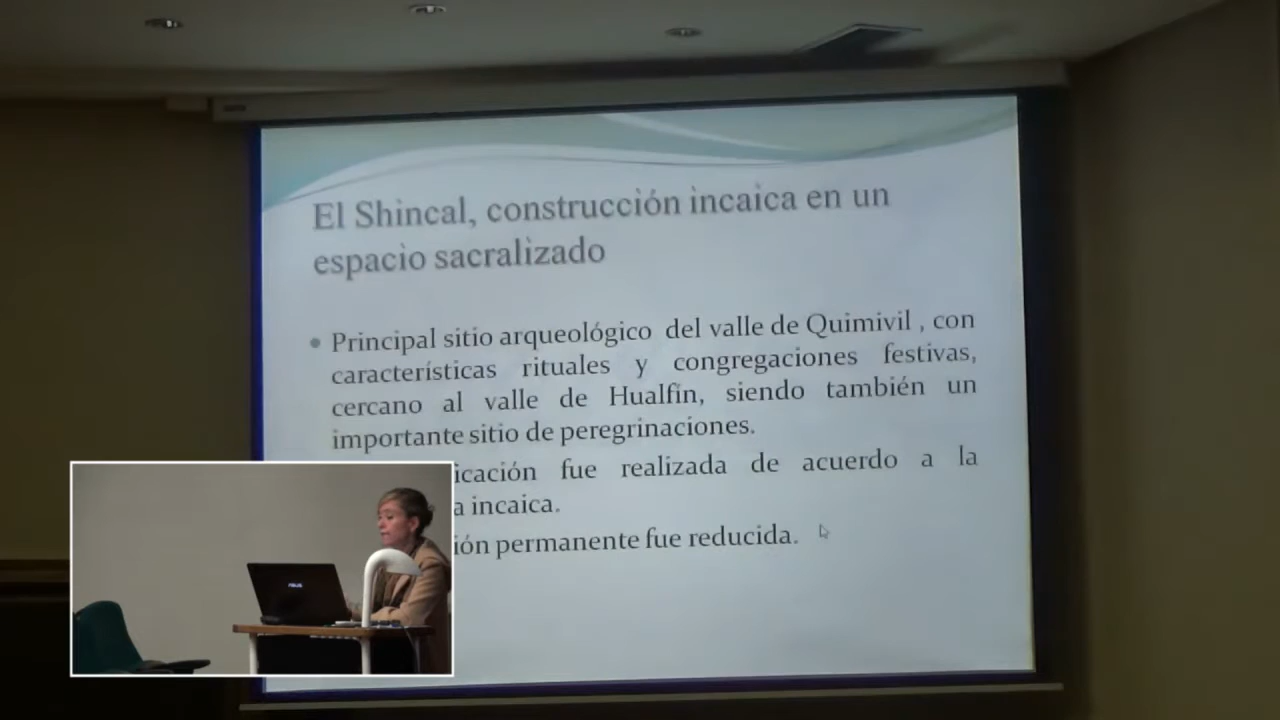 El Shincal, construcción incaica en un
espacio sacralizado
• Principal sitio arqueológico del valle de Quimivil , con
características rituales y congregaciones festivas,
cercano al valle de Hualfín, siendo también un
importante sitio de peregrinaciones.
icación fue realizada de acuerdo a la
a incaica.
ión permanente fue reducida.
ASUS